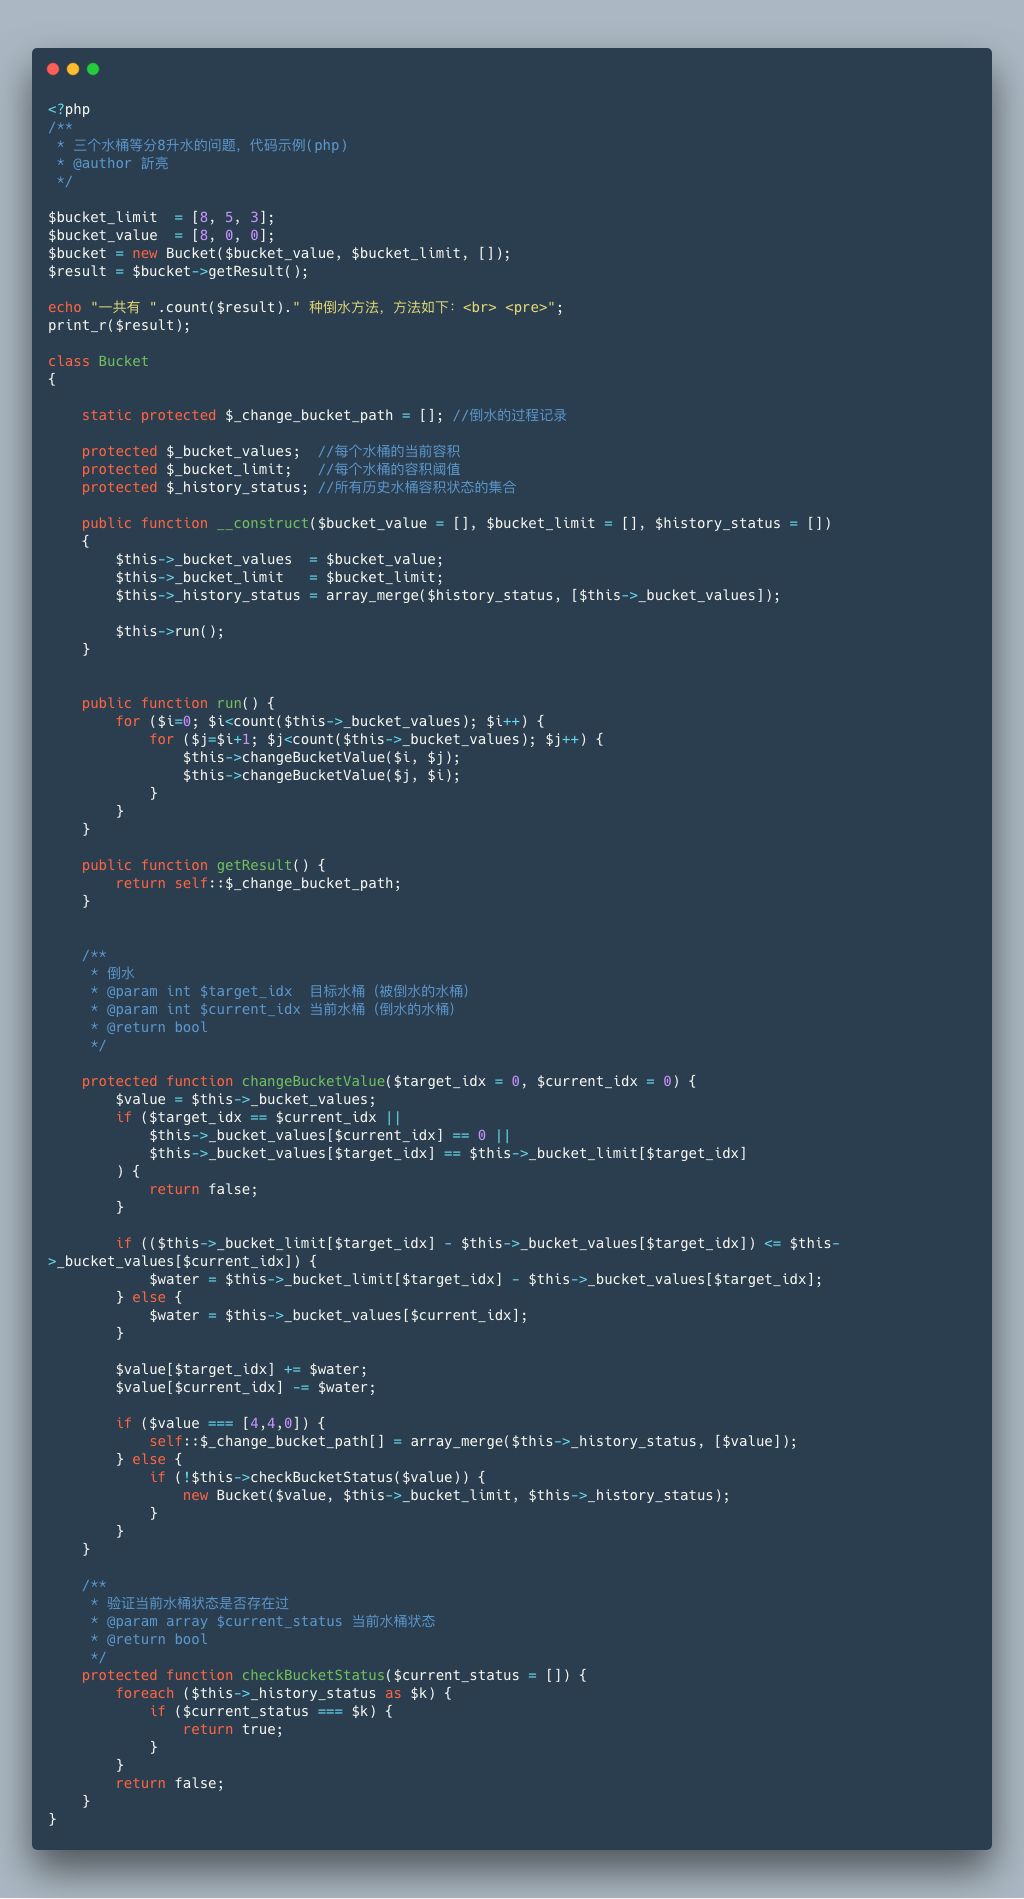 <?php
/**
 * 三个水桶等分8升水的问题，代码示例(php)
 * @author 訢亮
 */
$bucket_limit  = [8, 5, 3];
$bucket_value  = [8, 0, 0];
$bucket = new Bucket($bucket_value, $bucket_limit, []);
$result = $bucket->getResult();
echo "一共有 ".count($result)." 种倒水方法，方法如下：<br> <pre>";
print_r($result);
class Bucket
{
    static protected $_change_bucket_path = []; //倒水的过程记录
    protected $_bucket_values;  //每个水桶的当前容积
    protected $_bucket_limit;   //每个水桶的容积阈值
    protected $_history_status; //所有历史水桶容积状态的集合
    public function __construct($bucket_value = [], $bucket_limit = [], $history_status = [])
    {
        $this->_bucket_values  = $bucket_value;
        $this->_bucket_limit   = $bucket_limit;
        $this->_history_status = array_merge($history_status, [$this->_bucket_values]);
        $this->run();
    }
    public function run() {
        for ($i=0; $i<count($this->_bucket_values); $i++) {
            for ($j=$i+1; $j<count($this->_bucket_values); $j++) {
                $this->changeBucketValue($i, $j);
                $this->changeBucketValue($j, $i);
            }
        }
    }
    public function getResult() {
        return self::$_change_bucket_path;
    }
    /**
     * 倒水
     * @param int $target_idx  目标水桶（被倒水的水桶）
     * @param int $current_idx 当前水桶（倒水的水桶）
     * @return bool
     */
    protected function changeBucketValue($target_idx = 0, $current_idx = 0) {
        $value = $this->_bucket_values;
        if ($target_idx == $current_idx ||
            $this->_bucket_values[$current_idx] == 0 ||
            $this->_bucket_values[$target_idx] == $this->_bucket_limit[$target_idx]
        ) {
            return false;
        }
        if (($this->_bucket_limit[$target_idx] - $this->_bucket_values[$target_idx]) <= $this-
>_bucket_values[$current_idx]) {
            $water = $this->_bucket_limit[$target_idx] - $this->_bucket_values[$target_idx];
        } else {
            $water = $this->_bucket_values[$current_idx];
        }
        $value[$target_idx] += $water;
        $value[$current_idx] -= $water;
        if ($value === [4,4,0]) {
            self::$_change_bucket_path[] = array_merge($this->_history_status, [$value]);
        } else {
            if (!$this->checkBucketStatus($value)) {
                new Bucket($value, $this->_bucket_limit, $this->_history_status);
            }
        }
    }
    /**
     * 验证当前水桶状态是否存在过
     * @param array $current_status 当前水桶状态
     * @return bool
     */
    protected function checkBucketStatus($current_status = []) {
        foreach ($this->_history_status as $k) {
            if ($current_status === $k) {
                return true;
            }
        }
        return false;
    }
}